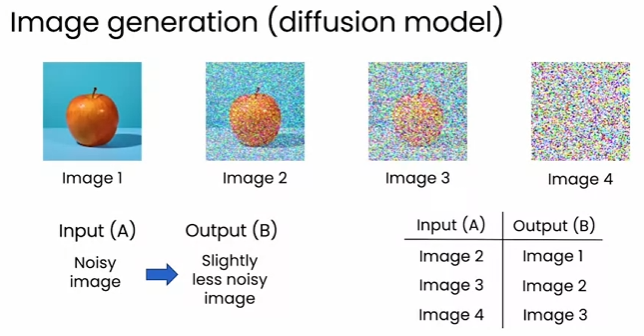 Image generation (diffusion model)
Image 1
Image 2
Image 3
Image 4
Input (A)
Output (B)
Noisy
image
Slightly
less noisy
image
Input (A) Output (B)
Image 2 Image 1
Image 3 Image 2
Image 4 Image 3